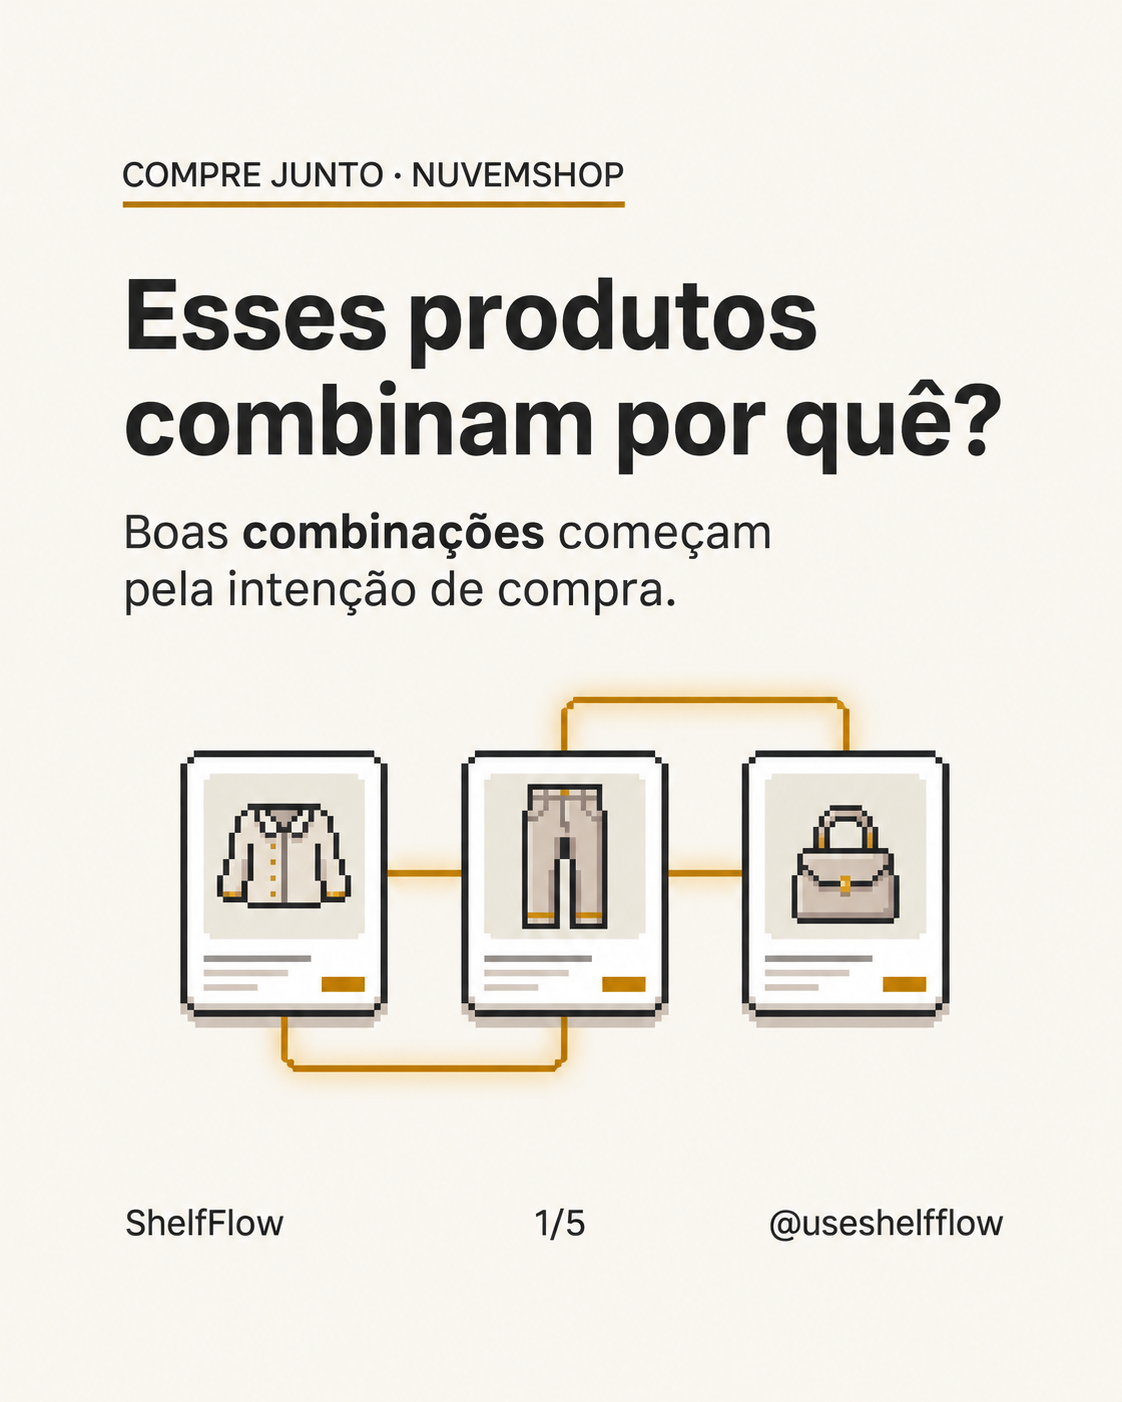 COMPRE JUNTO · NUVEMSHOP
Esses produtos
combinam por quê?
Boas combinações começam
pela intenção de compra.
ShelfFlow
1/5
@useshelfflow